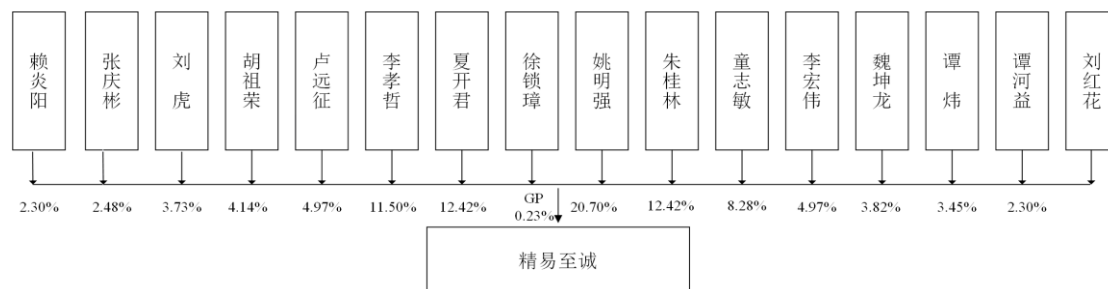 赖炎阳
张庆彬
刘虎
胡祖荣
卢远征
李孝哲
夏开君
徐锁璋
姚明强
朱桂林
童志敏
李宏伟
魏坤龙
谭炜
谭河益
刘红花
2.30%
2.48%
3.73%
4.14%
4.97%
11.50%
12.42%
GP
0.23%
20.70%
12.42%
8.28%
4.97%
3.82%
3.45%
2.30%
精易至诚